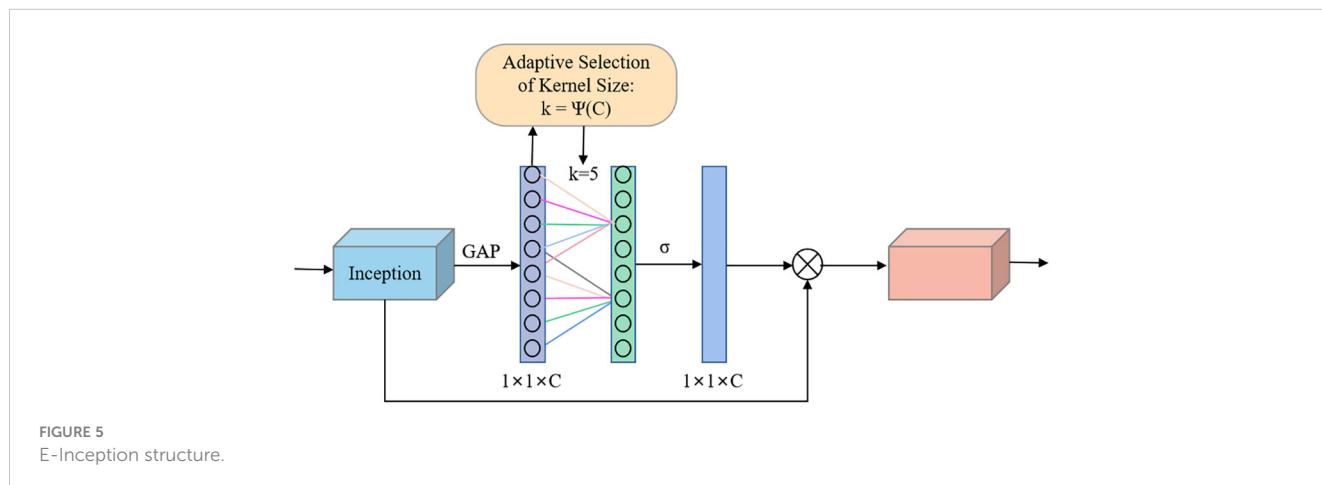 Adaptive Selection
of Kernel Size:
k = Ψ(C)
k=5
GAP
σ
Inception
1×1×C
1×1×C
FIGURE 5
E-Inception structure.